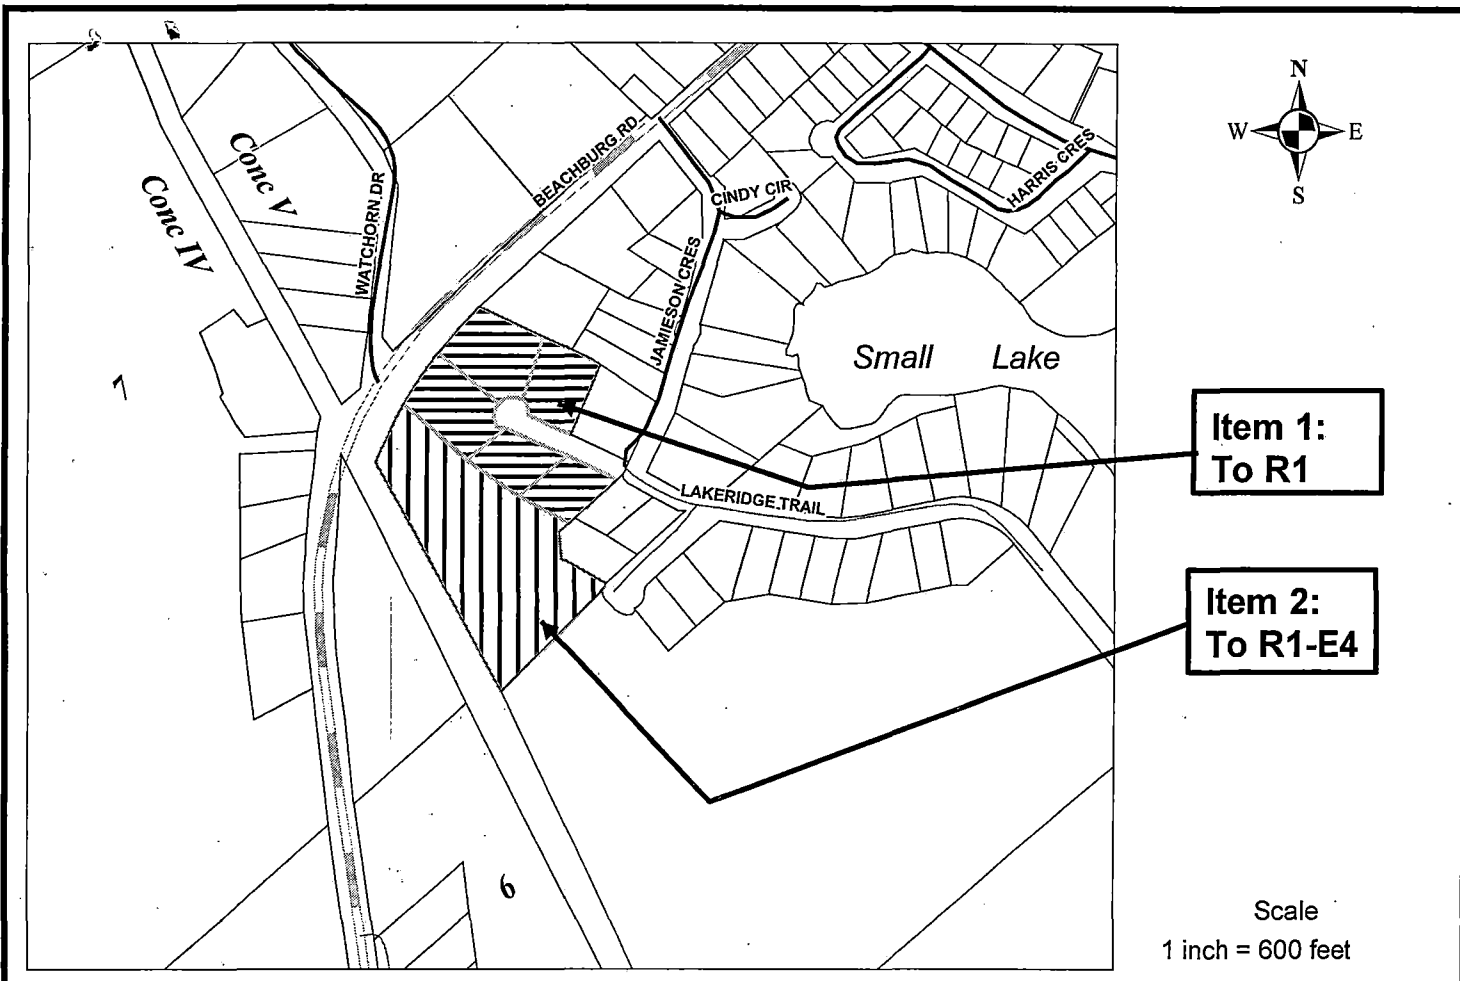 N
W E
S
Conc V
Conc IV
WATCHORN DR
BEACHBURG RD
CINDY CIR
HARRIS CRES
JAMIESON CRES
Small Lake
7
Item 1:
To R1
LAKERIDGE TRAIL
Item 2:
To R1-E4
6
Scale
1 inch = 600 feet